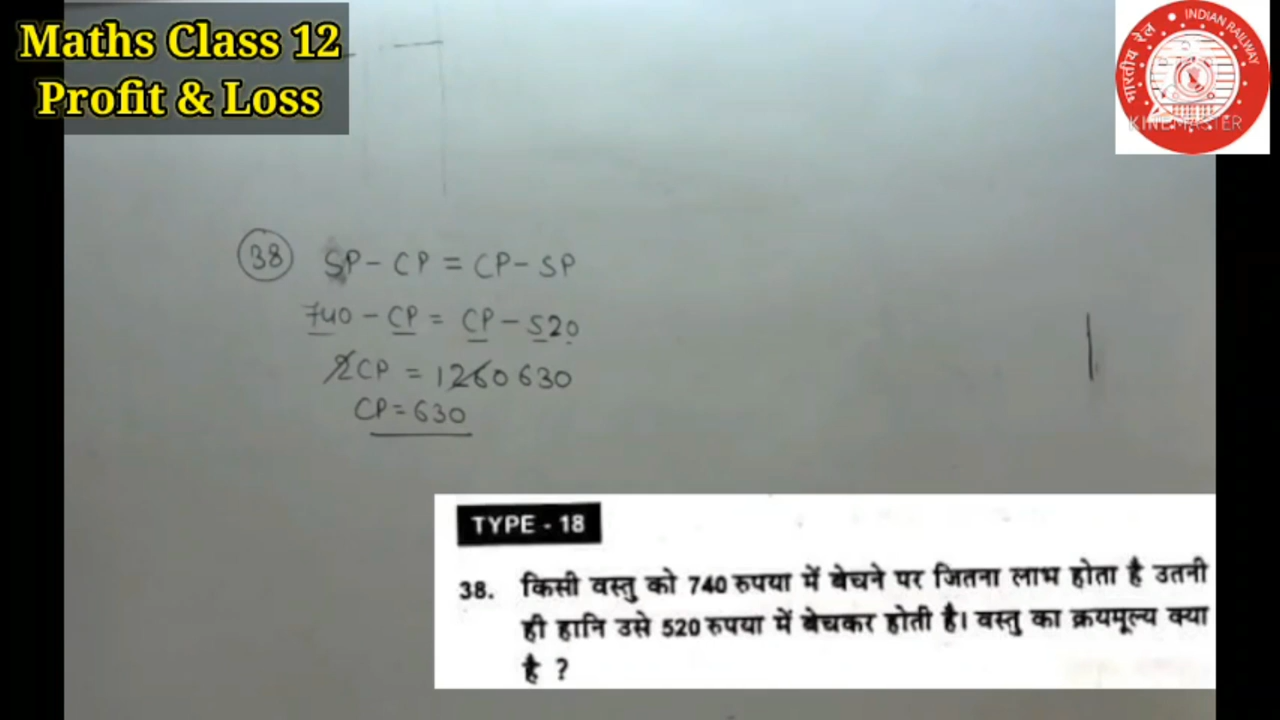 Maths Class 12
Profit & Loss
भारतीय रेल
INDIAN RAILWAY
KINEMASTER
38 SP - CP = CP - SP
740 - CP = CP - 520
2CP = 1260 630
CP = 630
TYPE - 18
38. किसी वस्तु को 740 रुपया में बेचने पर जितना लाभ होता है उतनी
ही हानि उसे 520 रुपया में बेचकर होती है। वस्तु का क्रयमूल्य क्या
है ?